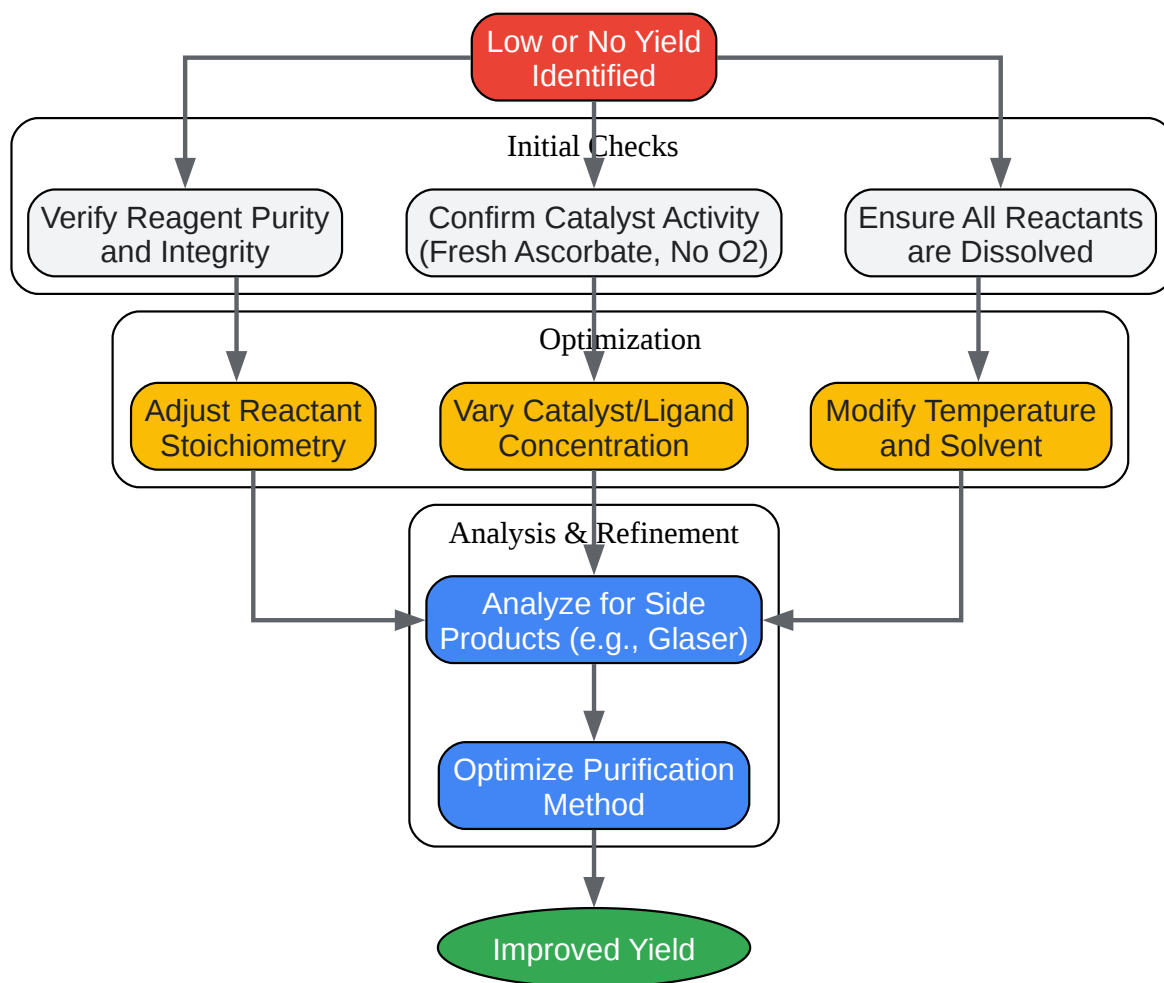 Low or No Yield
Identified
Initial Checks
Verify Reagent Purity
and Integrity
Confirm Catalyst Activity
(Fresh Ascorbate, No O2)
Ensure All Reactants
are Dissolved
Optimization
Adjust Reactant
Stoichiometry
Vary Catalyst/Ligand
Concentration
Modify Temperature
and Solvent
Analysis & Refinement
Analyze for Side
Products (e.g., Glaser)
Optimize Purification
Method
Improved Yield